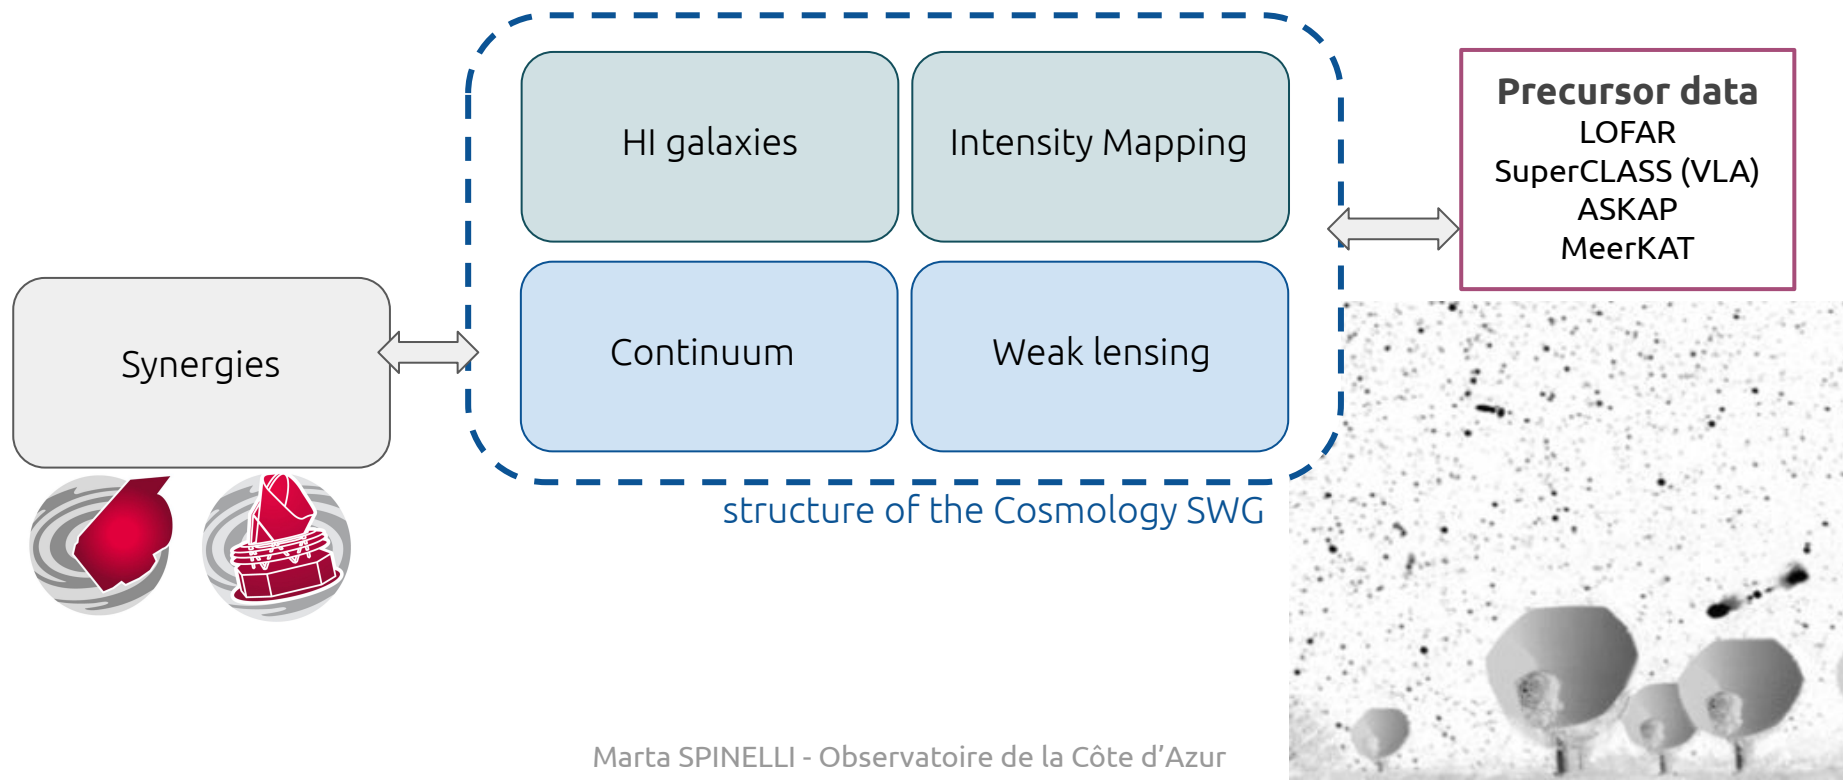 HI galaxies
Intensity Mapping
Continuum
Weak lensing
structure of the Cosmology SWG
Synergies
Precursor data
LOFAR
SuperCLASS (VLA)
ASKAP
MeerKAT
Marta SPINELLI - Observatoire de la Côte d’Azur